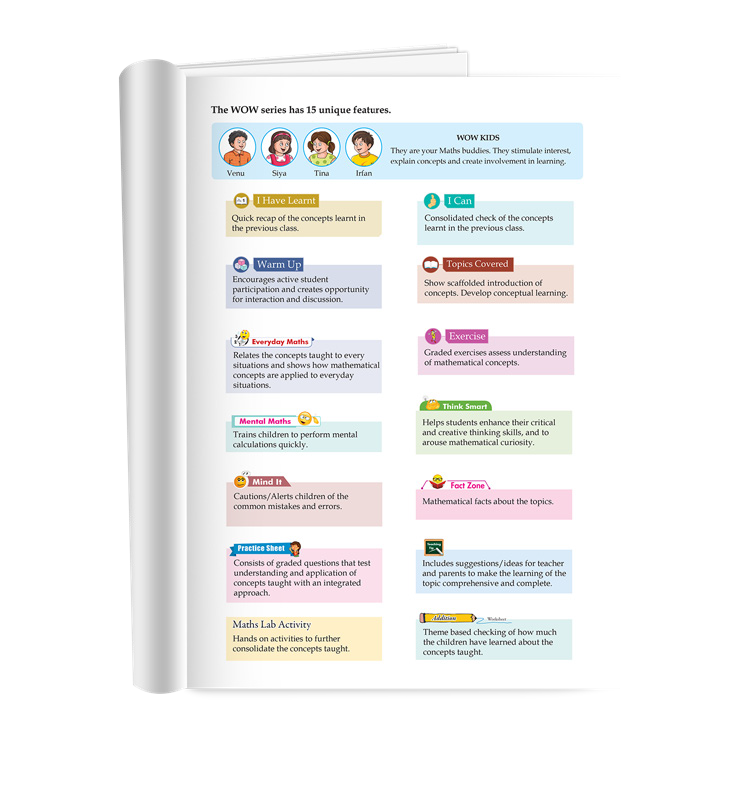 The WOW series has 15 unique features.
WOW KIDS
They are your Maths buddies. They stimulate interest,
explain concepts and create involvement in learning.
Venu
Siya
Tina
Irfan
I Have Learnt
Quick recap of the concepts learnt in
the previous class.
I Can
Consolidated check of the concepts
learnt in the previous class.
Warm Up
Encourages active student
participation and creates opportunity
for interaction and discussion.
Topics Covered
Show scaffolded introduction of
concepts. Develop conceptual learning.
Everyday Maths
Relates the concepts taught to every
situations and shows how mathematical
concepts are applied to everyday
situations.
Exercise
Graded exercises assess understanding
of mathematical concepts.
Mental Maths
Trains children to perform mental
calculations quickly.
Think Smart
Helps students enhance their critical
and creative thinking skills, and to
arouse mathematical curiosity.
Mind It
Cautions/Alerts children of the
common mistakes and errors.
Fact Zone
Mathematical facts about the topics.
Practice Sheet
Consists of graded questions that test
understanding and application of
concepts taught with an integrated
approach.
Teaching
Includes suggestions/ideas for teacher
and parents to make the learning of the
topic comprehensive and complete.
Maths Lab Activity
Hands on activities to further
consolidate the concepts taught.
Addition Worksheet
Theme based checking of how much
the children have learned about the
concepts taught.